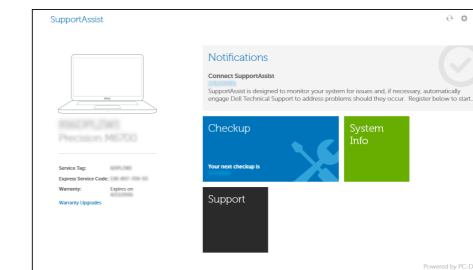 SupportAssist
Notifications
Connect SupportAssist
SupportAssist is designed to monitor your system for issues and, if necessary, automatically
engage Dell Technical Support to address problems should they occur. Register below to start.
Precision M6700
Checkup
Your next checkup is
System
Info
Service Tag:
Express Service Code:
Warranty:
Expires on
Warranty Upgrades
Support
Powered by PC-D